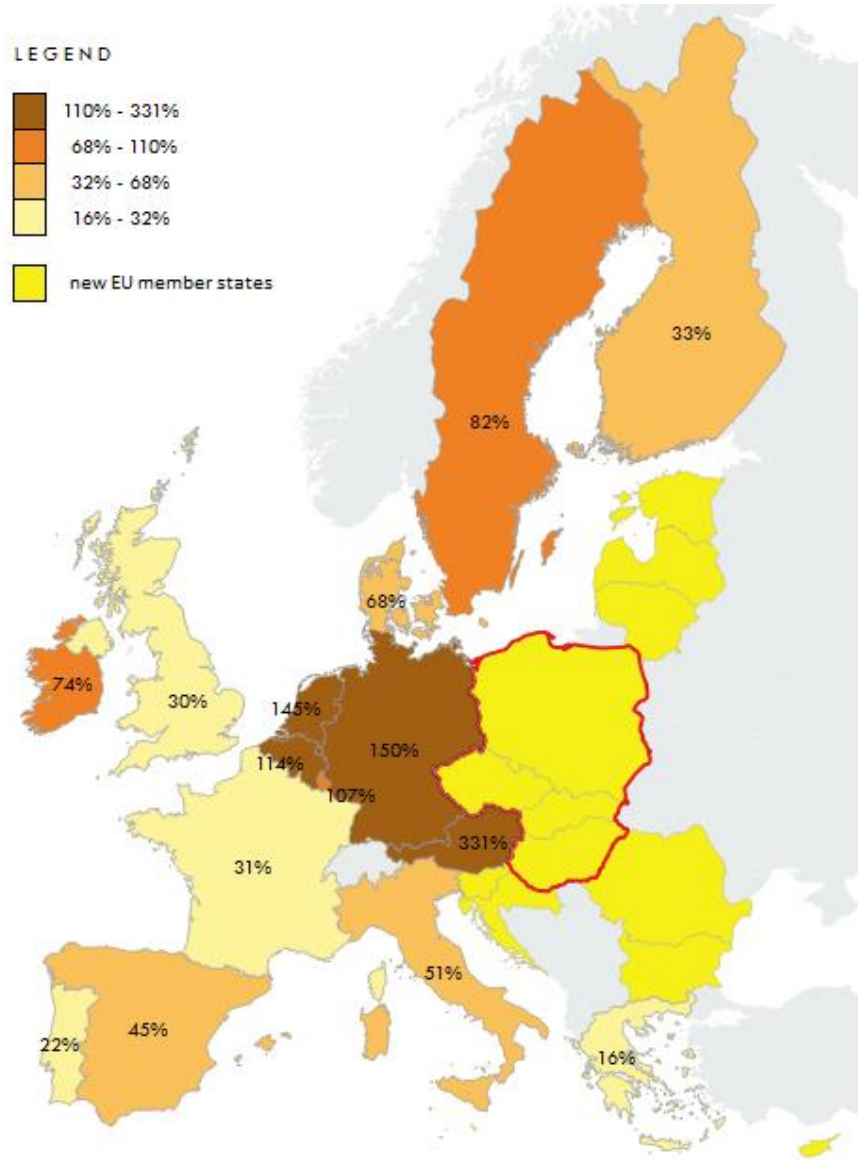 LEGEND
110% - 331%
68% - 110%
32% - 68%
16% - 32%
new EU member states
33%
82%
68%
74%
30%
145%
150%
114%
107%
331%
31%
51%
45%
22%
16%